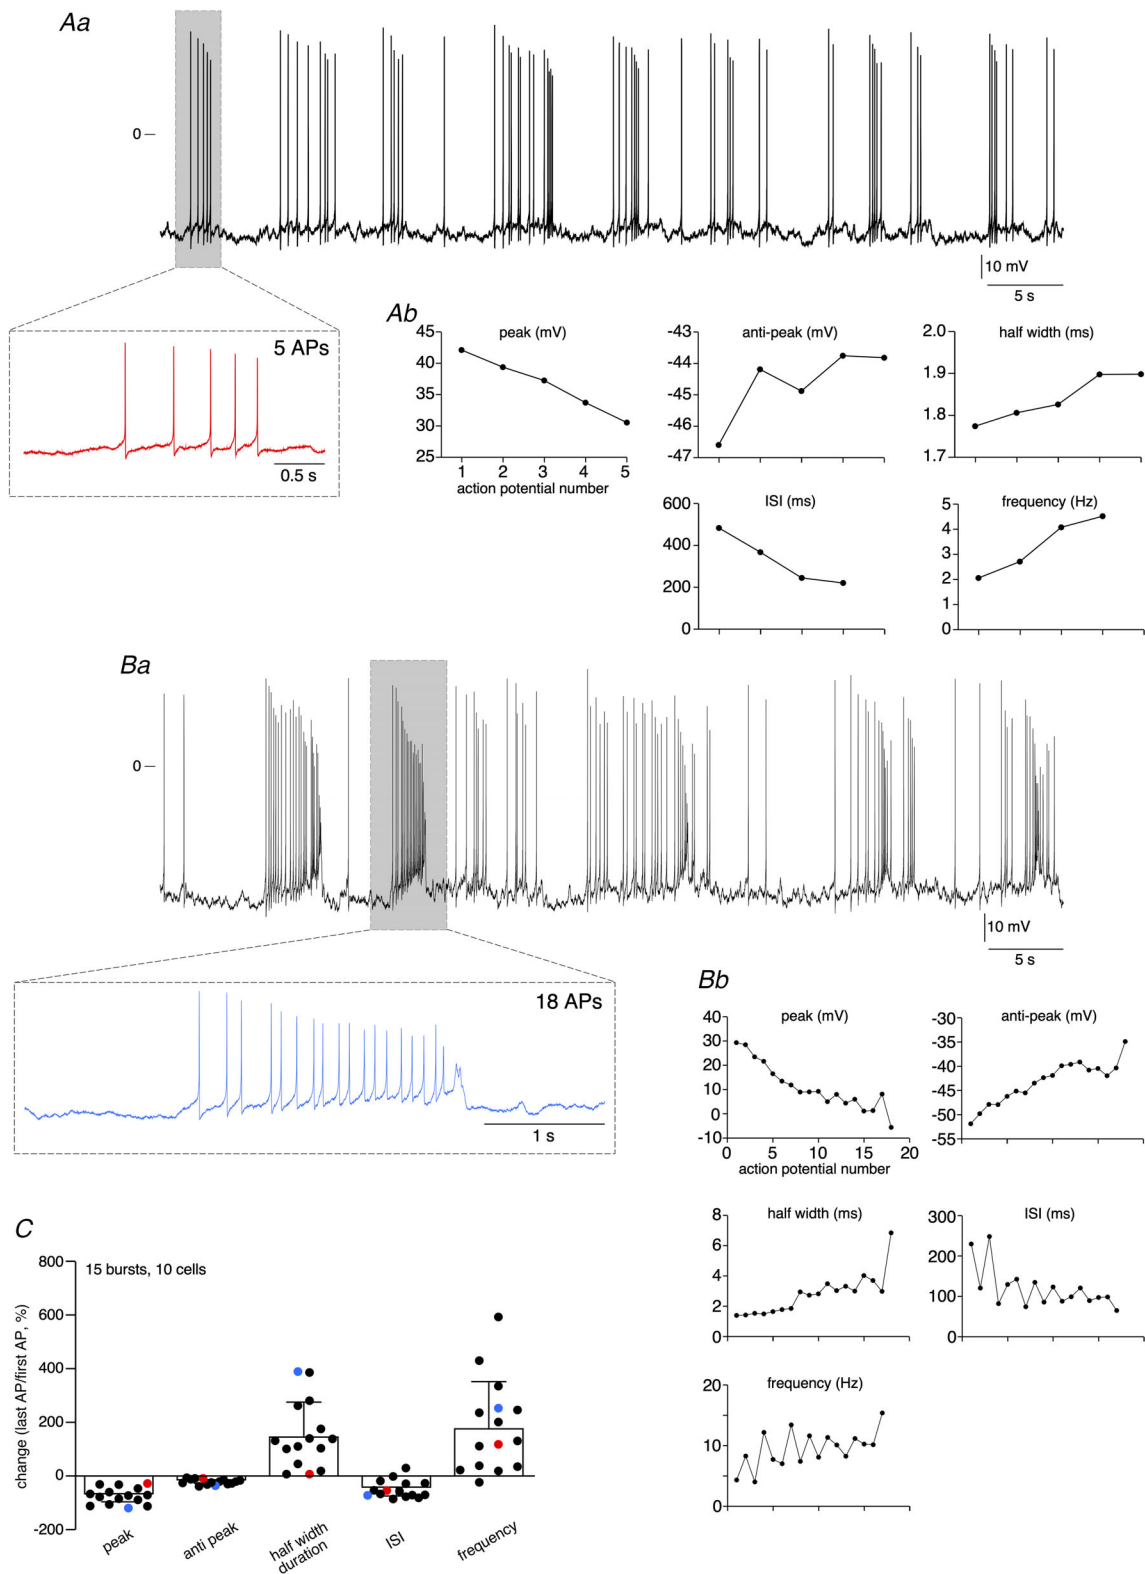 Aa
0
10 mV
5 s
5 APs
0.5 s
Ab
peak (mV)
45
40
35
30
25
1 2 3 4 5
action potential number
anti-peak (mV)
-43
-44
-45
-46
-47
half width (ms)
2.0
1.9
1.8
1.7
ISI (ms)
600
400
200
0
frequency (Hz)
5
4
3
2
1
0
Ba
0
10 mV
5 s
18 APs
1 s
Bb
peak (mV)
40
30
20
10
0
-10
0 5 10 15 20
action potential number
anti-peak (mV)
-30
-35
-40
-45
-50
-55
half width (ms)
8
6
4
2
0
ISI (ms)
300
200
100
0
frequency (Hz)
20
10
0
C
15 bursts, 10 cells
change (last AP/first AP, %)
800
600
400
200
0
-200
peak
anti peak
half width
duration
ISI
frequency